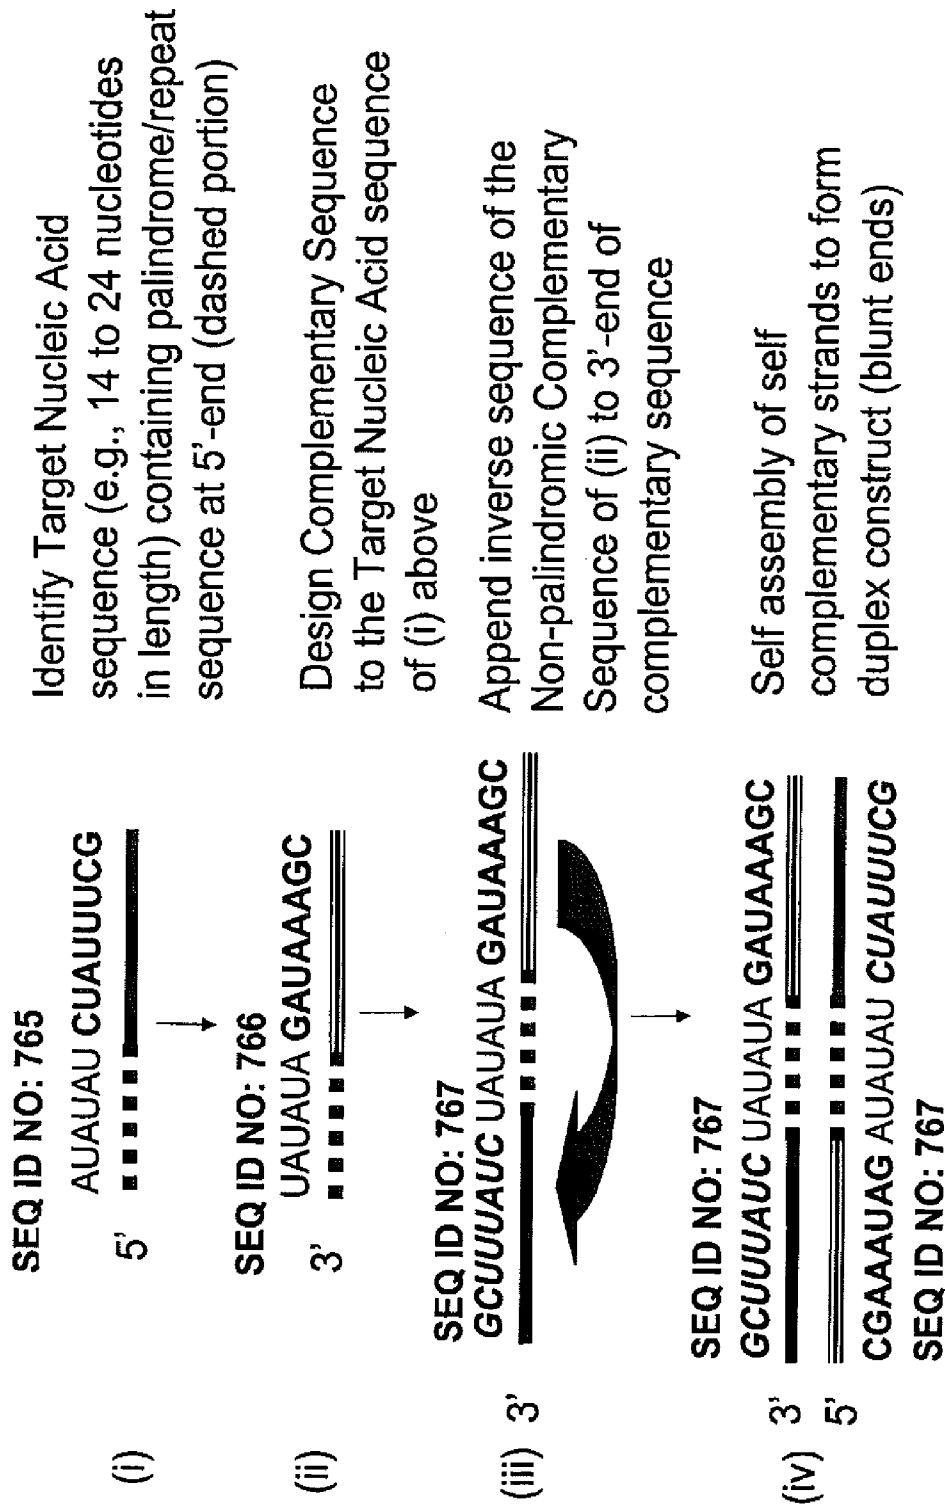 SEQ ID NO: 765
(i)
AUAUAU CUAUUUCG
5'
Identify Target Nucleic Acid
sequence (e.g., 14 to 24 nucleotides
in length) containing palindrome/repeat
sequence at 5'-end (dashed portion)
SEQ ID NO: 766
(ii)
UAUAUA GAUAAAGC
3'
Design Complementary Sequence
to the Target Nucleic Acid sequence
of (i) above
SEQ ID NO: 767
GCUUUAUC UAUAUA GAUAAAGC
(iii) 3'
Append inverse sequence of the
Non-palindromic Complementary
Sequence of (ii) to 3'-end of
complementary sequence
SEQ ID NO: 767
GCUUUAUC UAUAUA GAUAAAGC
(iv) 3'
5'
CGAAAUAG AUAUAU CUAUUUCG
SEQ ID NO: 767
Self assembly of self
complementary strands to form
duplex construct (blunt ends)